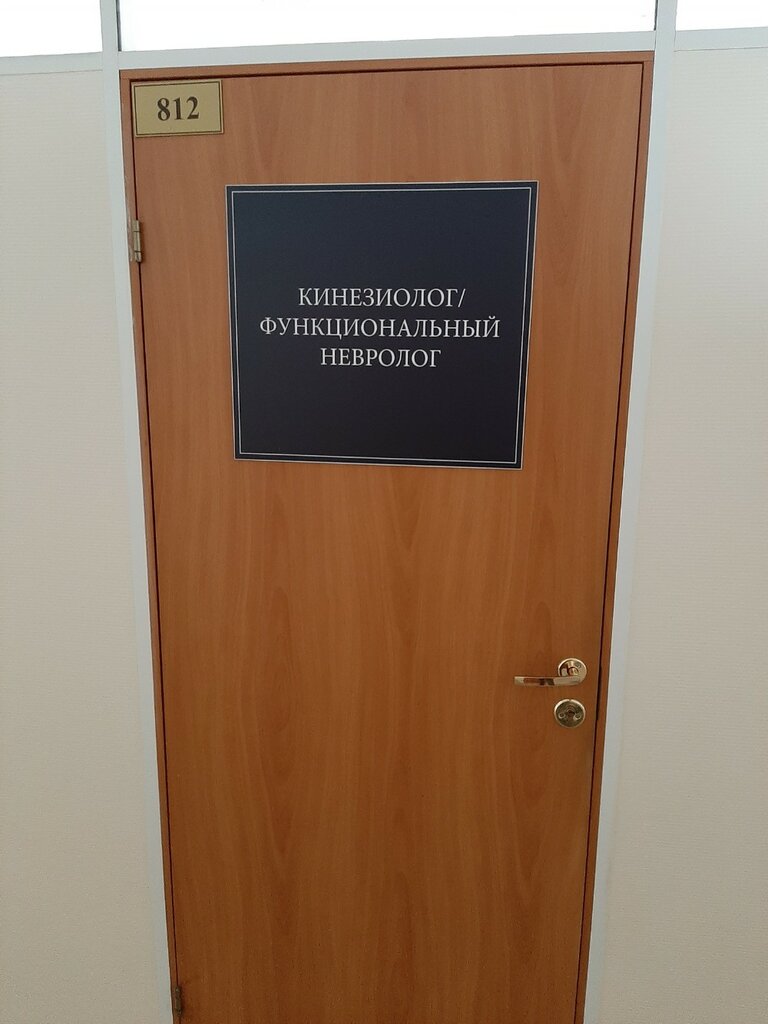 812
КИНЕЗИОЛОГ/
ФУНКЦИОНАЛЬНЫЙ
НЕВРОЛОГ